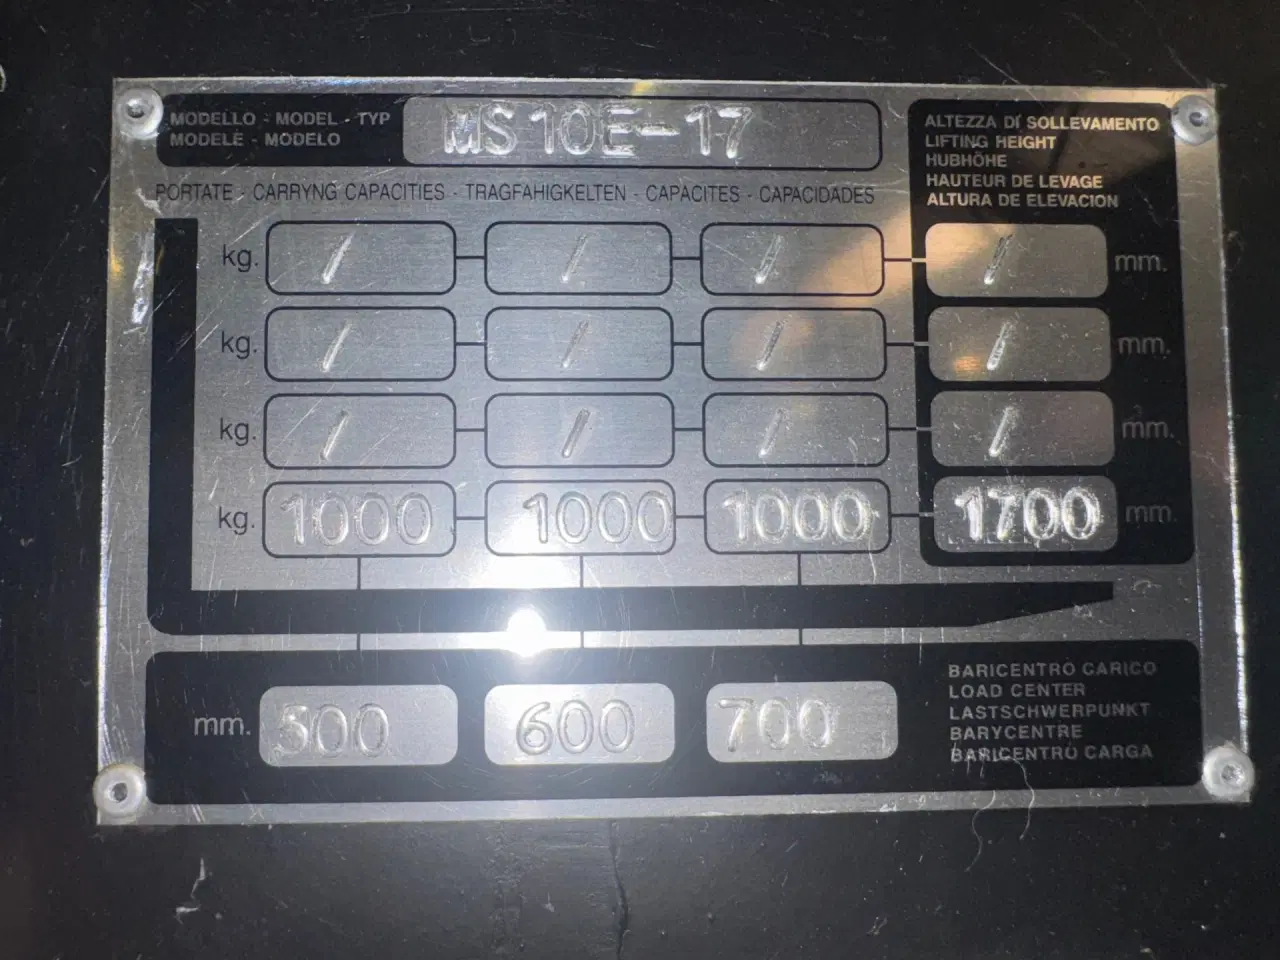 MODELLO - MODEL - TYP
MODELE - MODELO
MS10E-17
ALTEZZA DI SOLLEVAMENTO
LIFTING HEIGHT
HUBHÖHE
HAUTEUR DE LEVAGE
ALTURA DE ELEVACION
PORTATE - CARRYNG CAPACITIES - TRAGFAHIGKELTEN - CAPACITES - CAPACIDADES
kg. / / / / mm.
kg. / / / / mm.
kg. / / / / mm.
kg. 1000 1000 1000 1700 mm.
mm. 500 600 700
BARICENTRO CARICO
LOAD CENTER
LASTSCHWERPUNKT
BARYCENTRE
BARICENTRO CARGA